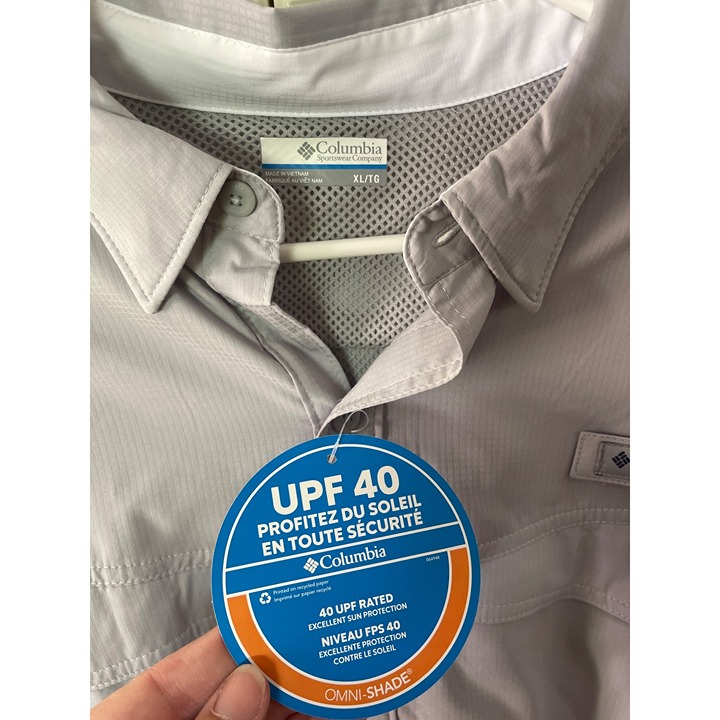 Columbia
Sportswear Company
MADE IN VIETNAM
FABRIQUÉ AU VIÊT NAM
XL/TG
UPF 40
PROFITEZ DU SOLEIL
EN TOUTE SÉCURITÉ
Columbia
064948
Printed on recycled paper
Imprimé sur papier recyclé
40 UPF RATED
EXCELLENT SUN PROTECTION
NIVEAU FPS 40
EXCELLENTE PROTECTION
CONTRE LE SOLEIL
OMNI-SHADE®